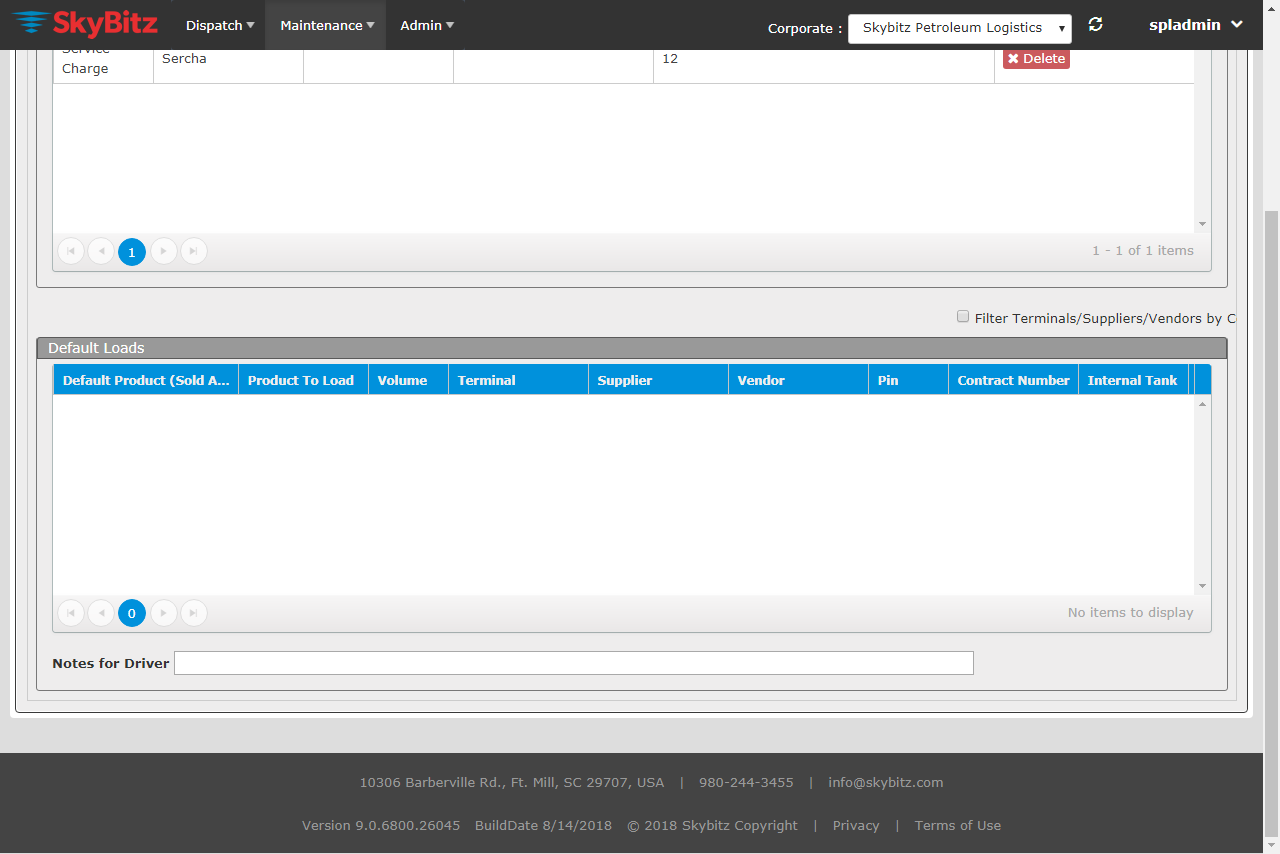 SkyBitz
Dispatch
Maintenance
Admin
Corporate :
Skybitz Petroleum Logistics
spladmin
Service
Charge
Sercha
12
Delete
1
1 - 1 of 1 items
Filter Terminals/Suppliers/Vendors by C
Default Loads
Default Product (Sold A...
Product To Load
Volume
Terminal
Supplier
Vendor
Pin
Contract Number
Internal Tank
0
No items to display
Notes for Driver
10306 Barberville Rd., Ft. Mill, SC 29707, USA | 980-244-3455 | info@skybitz.com
Version 9.0.6800.26045 BuildDate 8/14/2018 © 2018 Skybitz Copyright | Privacy | Terms of Use